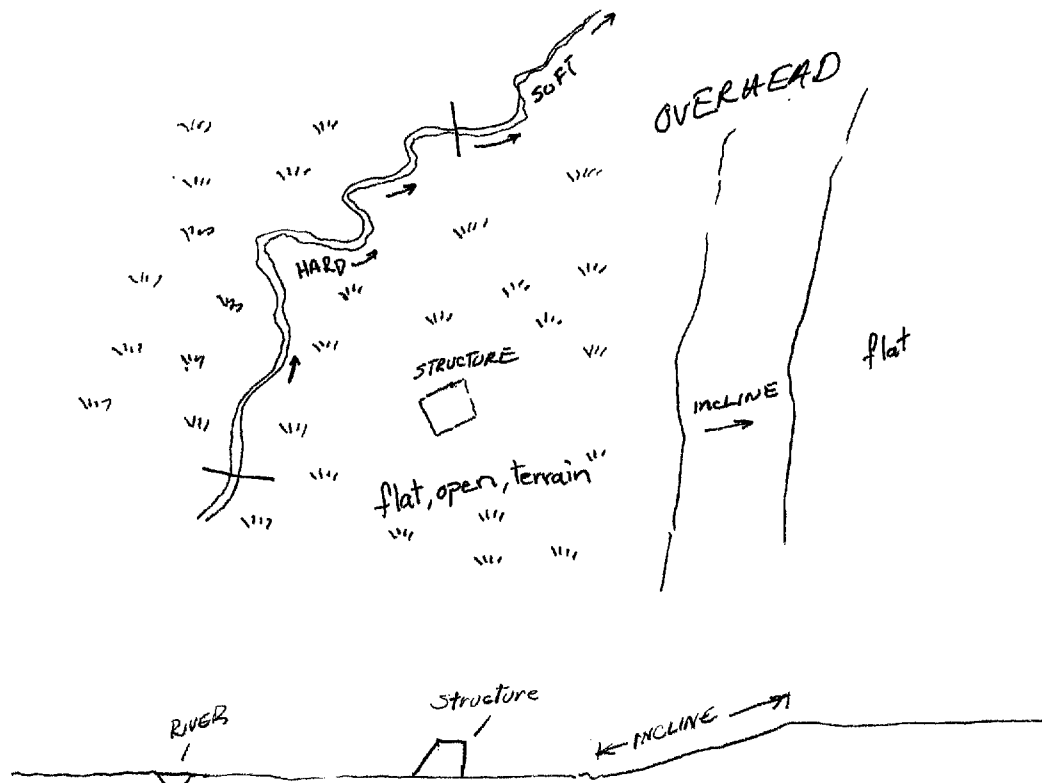 SOFT
OVERHEAD
HARD
STRUCTURE
flat
INCLINE
flat, open, terrain
Structure
RIVER
INCLINE